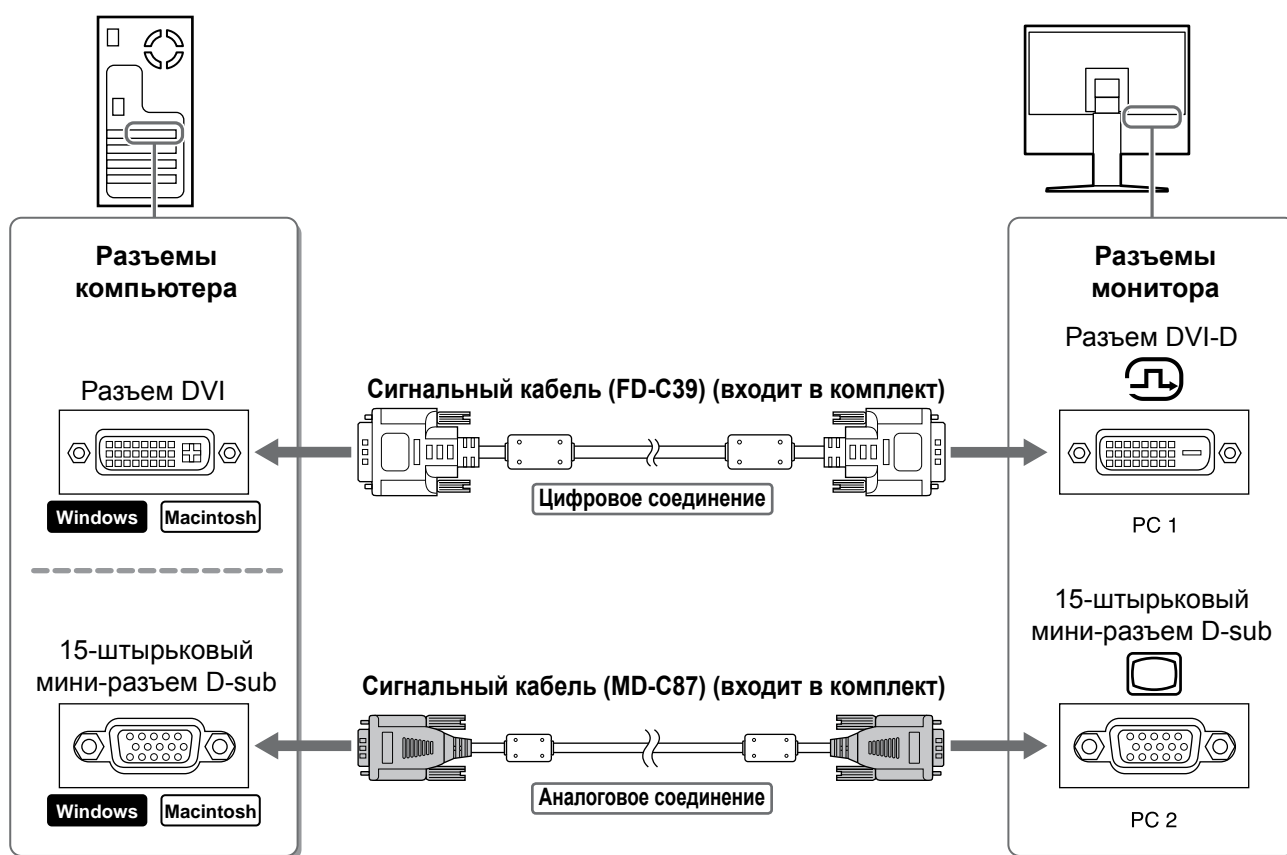 Разъемы
компьютера
Разъемы
монитора
Разъем DVI-D
Разъем DVI
Сигнальный кабель (FD-C39) (входит в комплект)
Цифровое соединение
Windows
Macintosh
PC 1
15-штырьковый
мини-разъем D-sub
15-штырьковый
мини-разъем D-sub
Сигнальный кабель (MD-C87) (входит в комплект)
Аналоговое соединение
Windows
Macintosh
PC 2